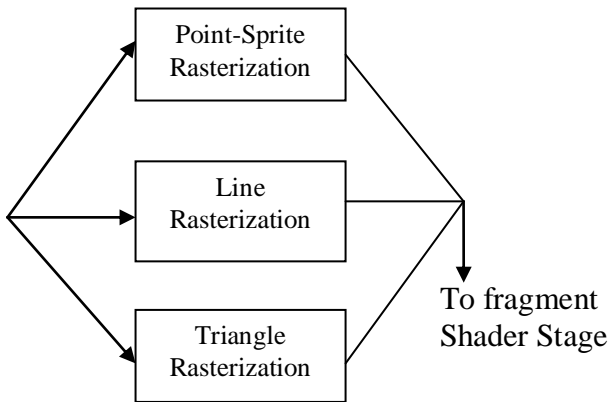 Point-Sprite
Rasterization
Line
Rasterization
Triangle
Rasterization
To fragment
Shader Stage